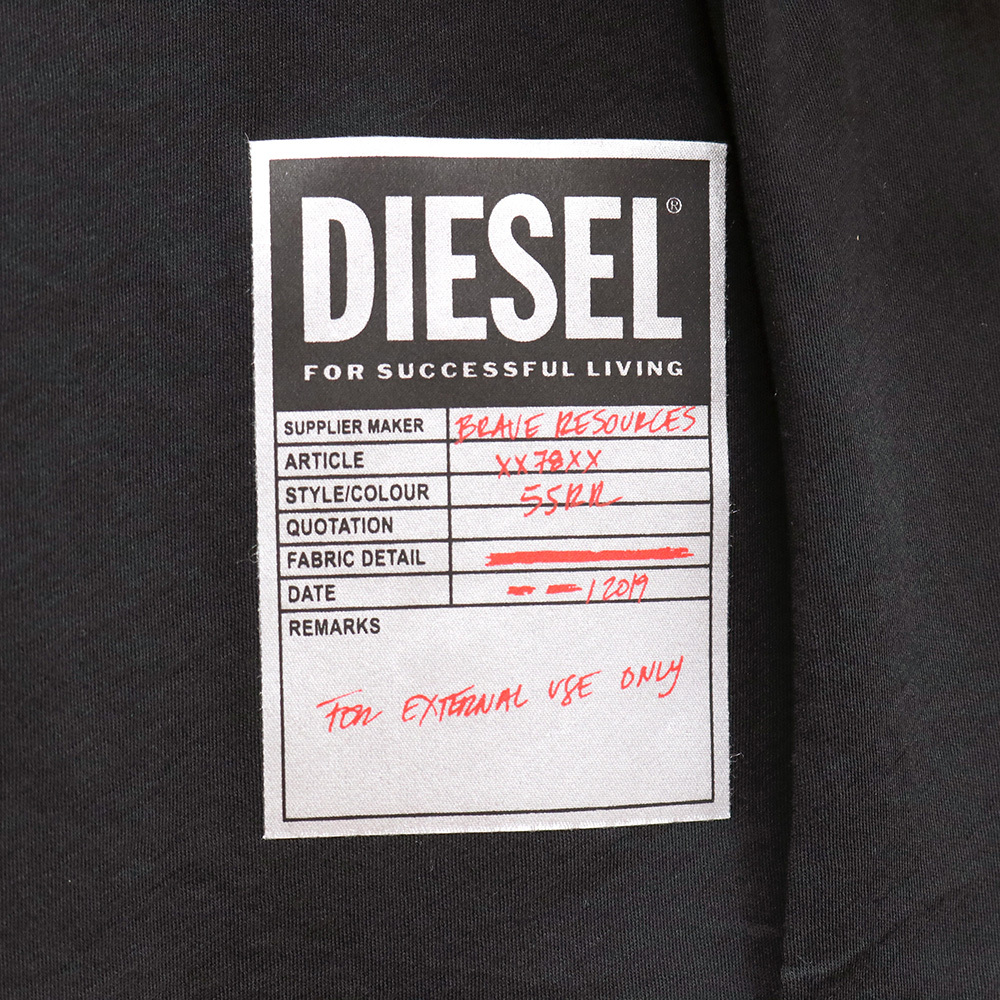 DIESEL®
FOR SUCCESSFUL LIVING
SUPPLIER MAKER BRAVE RESOURCES
ARTICLE XX78XX
STYLE/COLOUR 55RR
QUOTATION
FABRIC DETAIL
DATE — — / 2019
REMARKS
FOR EXTERNAL USE ONLY